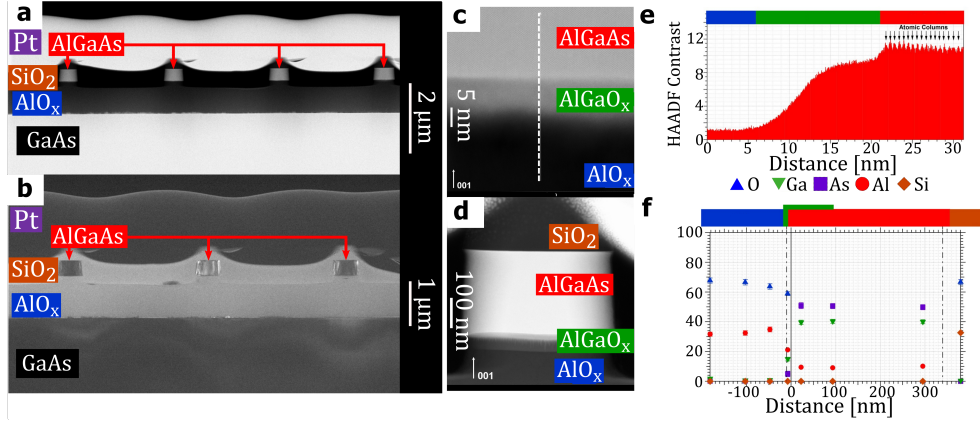 a
Pt
AlGaAs
SiO2
AlOx
GaAs
2 μm
b
Pt
AlGaAs
SiO2
AlOx
GaAs
1 μm
c
AlGaAs
AlGaOx
AlOx
5 nm
001
d
SiO2
AlGaAs
AlGaOx
AlOx
100 nm
001
e
Atomic Columns
HAADF Contrast
12
8
4
0
0 5 10 15 20 25 30
Distance [nm]
O Ga As Al Si
f
100
80
60
40
20
0
-100 0 100 200 300
Distance [nm]